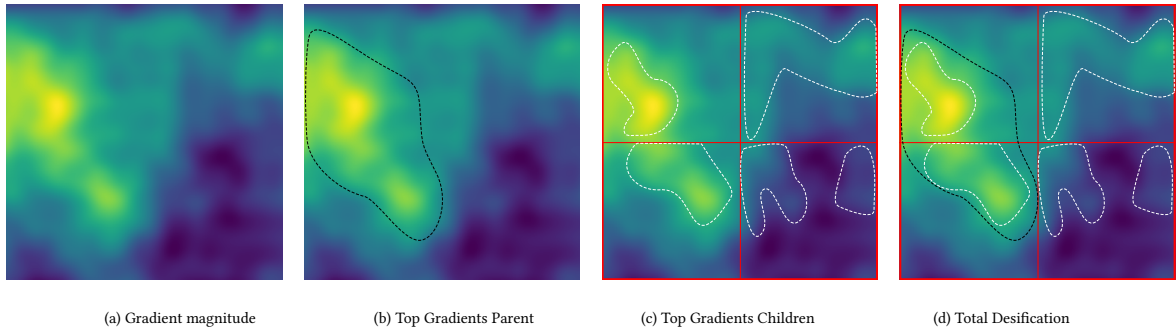 (a) Gradient magnitude
(b) Top Gradients Parent
(c) Top Gradients Children
(d) Total Desification